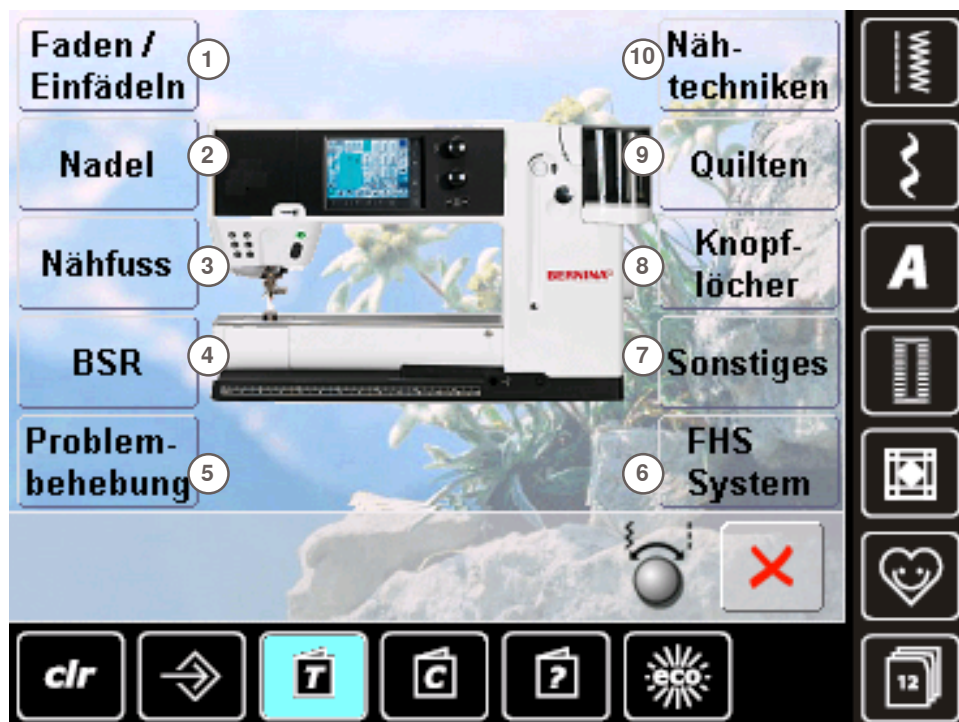 Faden /
Einfädeln
1
Nadel
2
Nähfuss
3
BSR
4
Problem-
behebung
5
10
Näh-
techniken
9
Quilten
8
Knopf-
löcher
7
Sonstiges
6
FHS
System
BERNINA
A
12
clr
T
C
?
eco